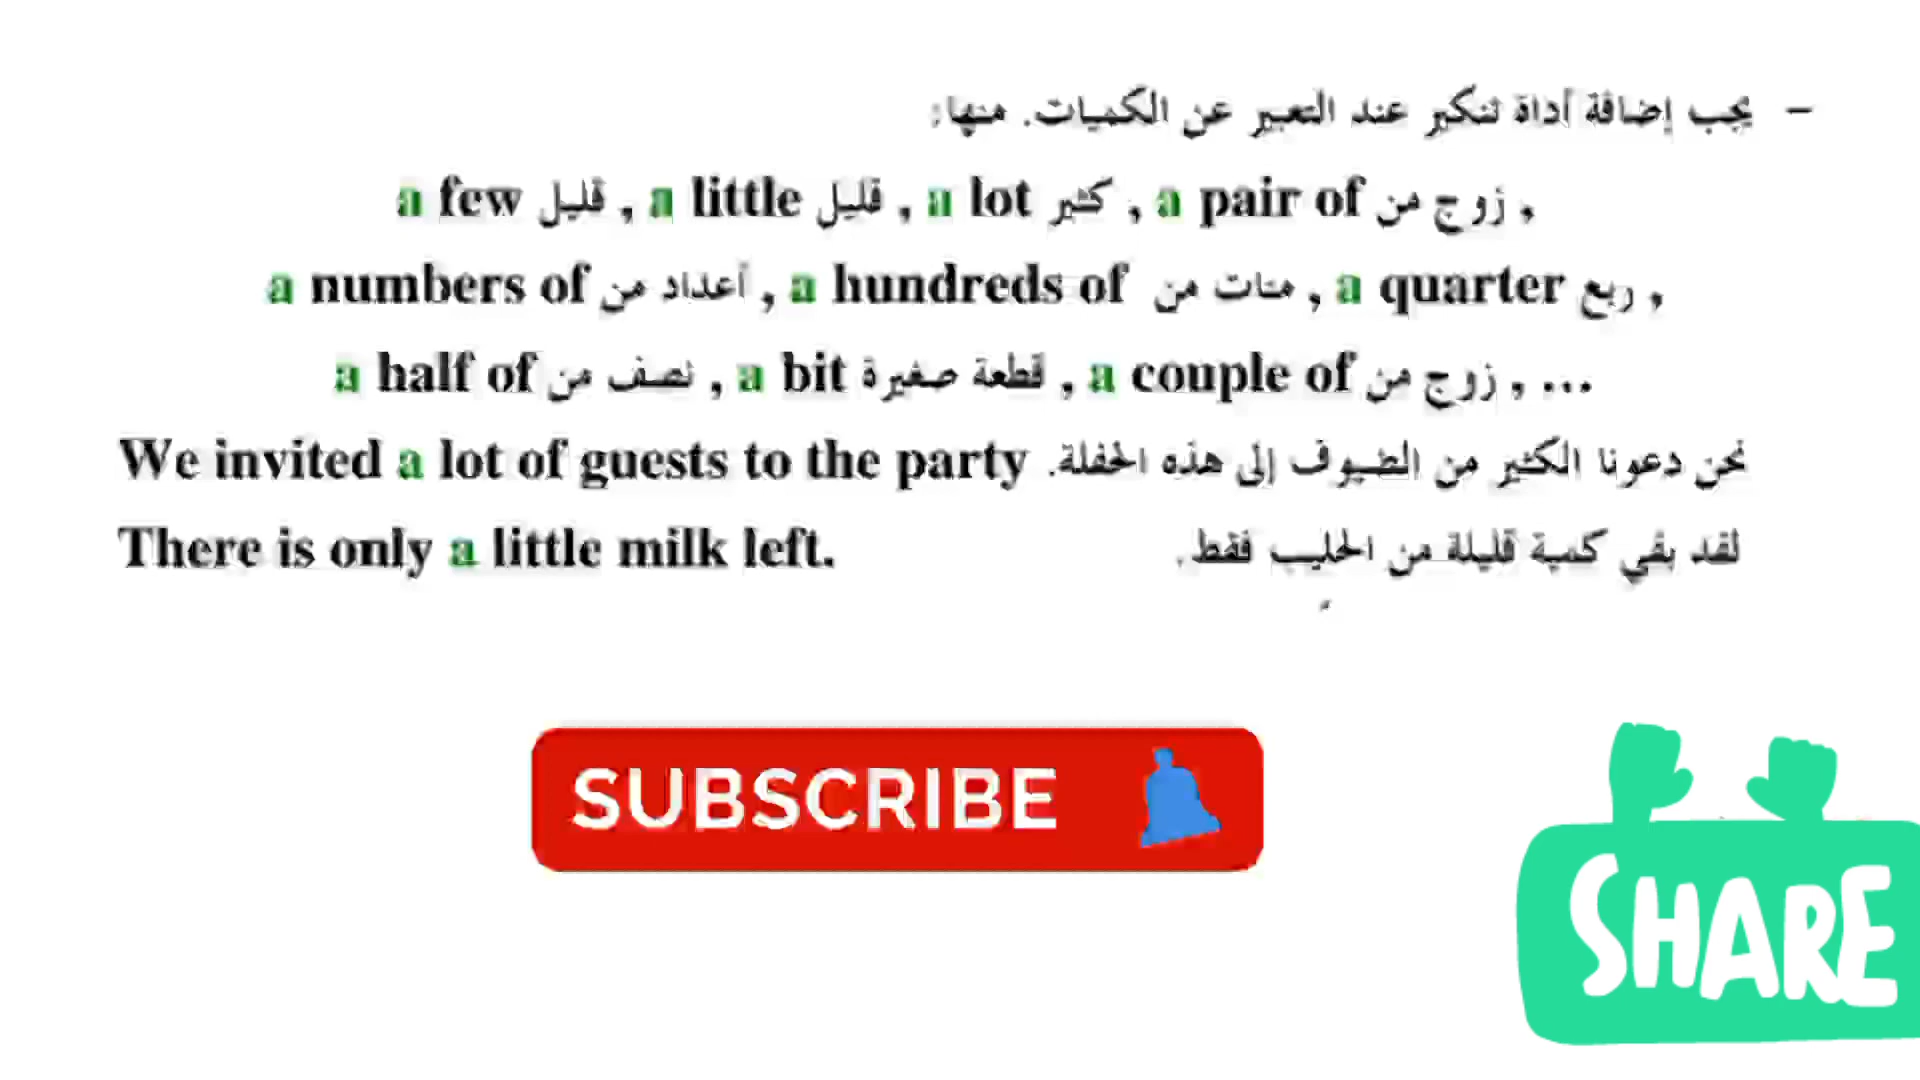 - يجب إضافة أداة تنكير عند التعبير عن الكميات. منها:
a few قليل , a little قليل , a lot كثير , a pair of زوج من ,
a numbers of أعداد من , a hundreds of مئات من , a quarter ربع ,
a half of نصف من , a bit قطعة صغيرة , a couple of زوج من , ...
We invited a lot of guests to the party نحن دعونا الكثير من الضيوف إلى هذه الحفلة.
There is only a little milk left. لقد بقي كمية قليلة من الحليب فقط.
SUBSCRIBE
SHARE